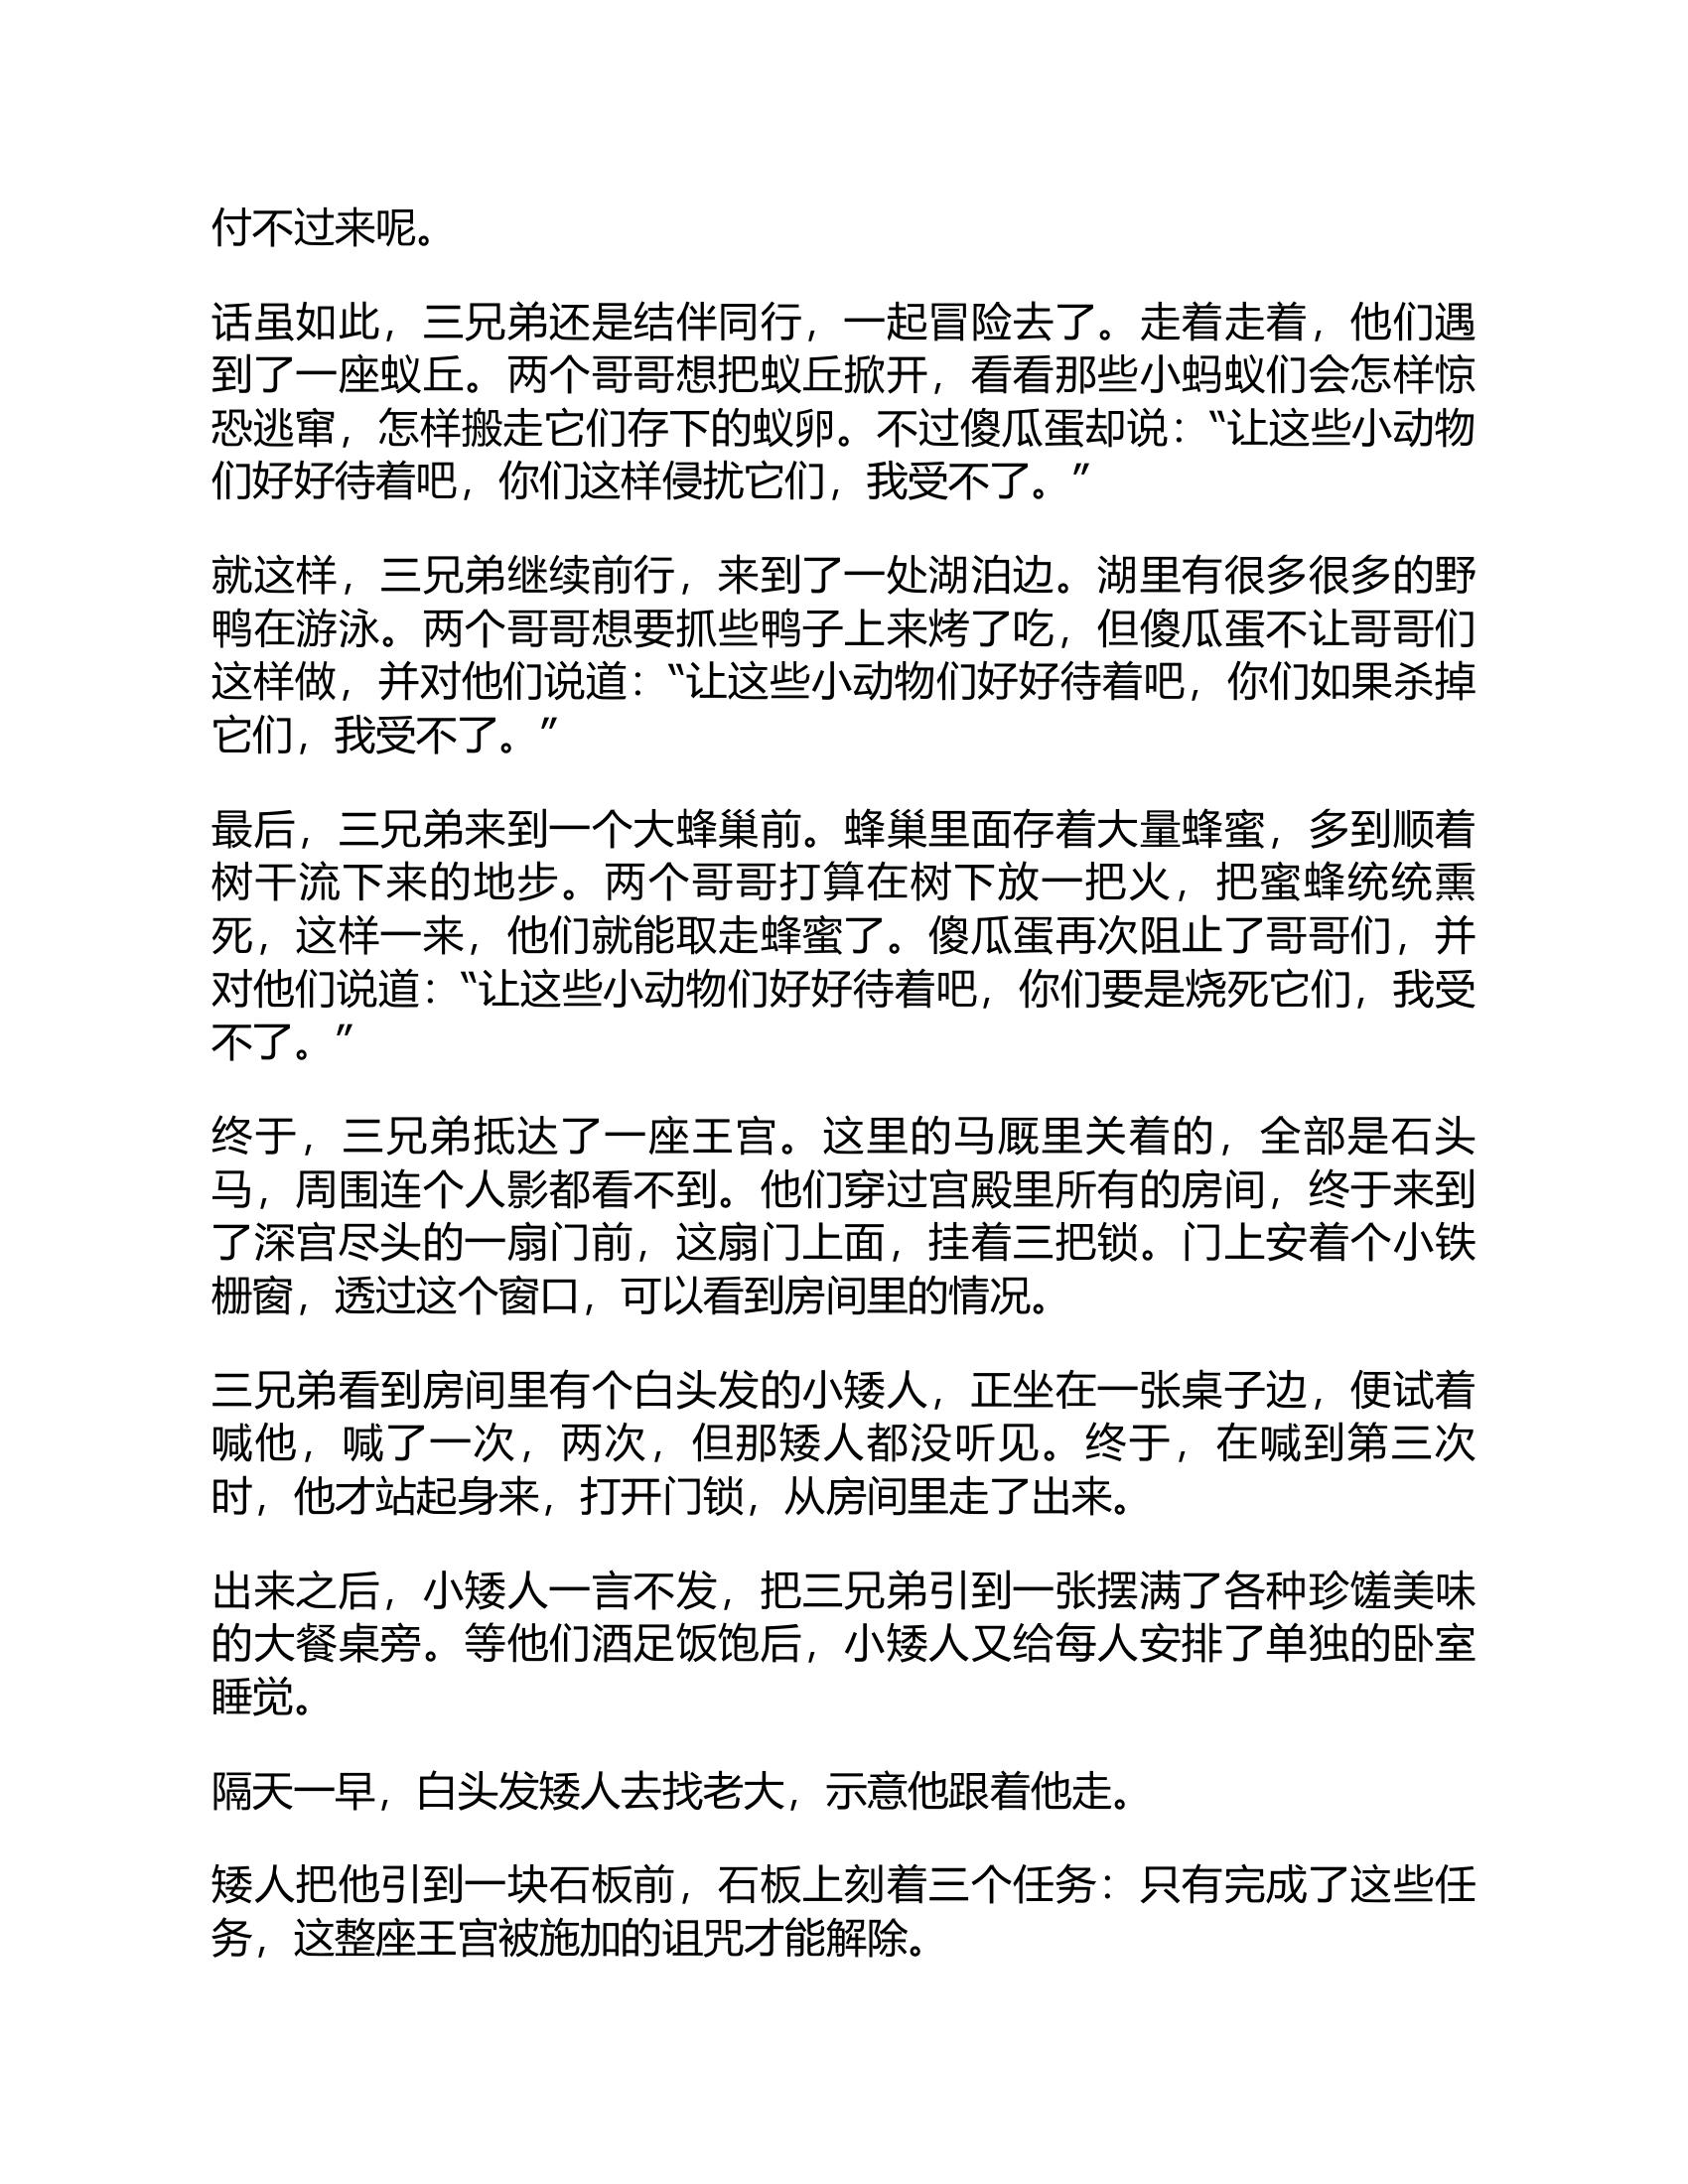 付不过来呢。
话虽如此，三兄弟还是结伴同行，一起冒险去了。走着走着，他们遇
到了一座蚁丘。两个哥哥想把蚁丘掀开，看看那些小蚂蚁们会怎样惊
恐逃窜，怎样搬走它们存下的蚁卵。不过傻瓜蛋却说：“让这些小动物
们好好待着吧，你们这样侵扰它们，我受不了。”
就这样，三兄弟继续前行，来到了一处湖泊边。湖里有很多很多的野
鸭在游泳。两个哥哥想要抓些鸭子上来烤了吃，但傻瓜蛋不让哥哥们
这样做，并对他们说道：“让这些小动物们好好待着吧，你们如果杀掉
它们，我受不了。”
最后，三兄弟来到一个大蜂巢前。蜂巢里面存着大量蜂蜜，多到顺着
树干流下来的地步。两个哥哥打算在树下放一把火，把蜜蜂统统熏
死，这样一来，他们就能取走蜂蜜了。傻瓜蛋再次阻止了哥哥们，并
对他们说道：“让这些小动物们好好待着吧，你们要是烧死它们，我受
不了。”
终于，三兄弟抵达了一座王宫。这里的马厩里关着的，全部是石头
马，周围连个人影都看不到。他们穿过宫殿里所有的房间，终于来到
了深宫尽头的一扇门前，这扇门上面，挂着三把锁。门上安着个小铁
栅窗，透过这个窗口，可以看到房间里的情况。
三兄弟看到房间里有个白头发的小矮人，正坐在一张桌子边，便试着
喊他，喊了一次，两次，但那矮人都没听见。终于，在喊到第三次
时，他才站起身来，打开门锁，从房间里走了出来。
出来之后，小矮人一言不发，把三兄弟引到一张摆满了各种珍馐美味
的大餐桌旁。等他们酒足饭饱后，小矮人又给每人安排了单独的卧室
睡觉。
隔天一早，白头发矮人去找老大，示意他跟着他走。
矮人把他引到一块石板前，石板上刻着三个任务：只有完成了这些任
务，这整座王宫被施加的诅咒才能解除。